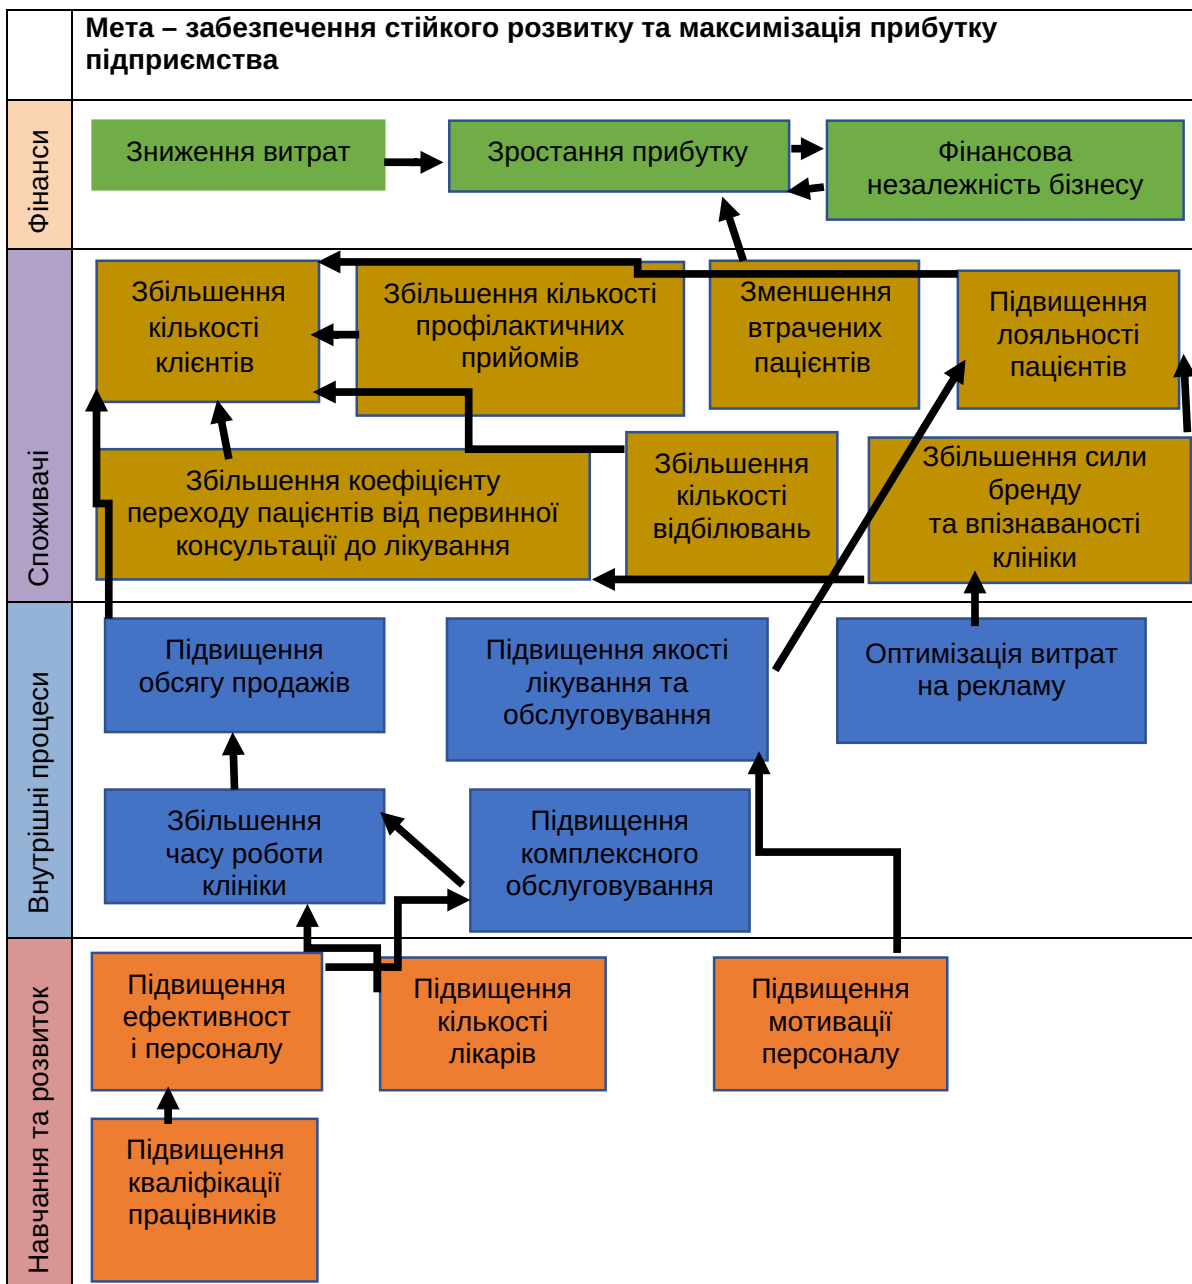 Мета – забезпечення стійкого розвитку та максимізація прибутку
підприємства
Фінанси
Зниження витрат
Зростання прибутку
Фінансова
незалежність бізнесу
Споживачі
Збільшення
кількості
клієнтів
Збільшення кількості
профілактичних
прийомів
Зменшення
втрачених
пацієнтів
Підвищення
лояльності
пацієнтів
Збільшення коефіцієнту
переходу пацієнтів від первинної
консультації до лікування
Збільшення
кількості
відбілювань
Збільшення сили
бренду
та впізнаваності
клініки
Внутрішні процеси
Підвищення
обсягу продажів
Підвищення якості
лікування та
обслуговування
Оптимізація витрат
на рекламу
Збільшення
часу роботи
клініки
Підвищення
комплексного
обслуговування
Навчання та розвиток
Підвищення
ефективност
і персоналу
Підвищення
кількості
лікарів
Підвищення
мотивації
персоналу
Підвищення
кваліфікації
працівників